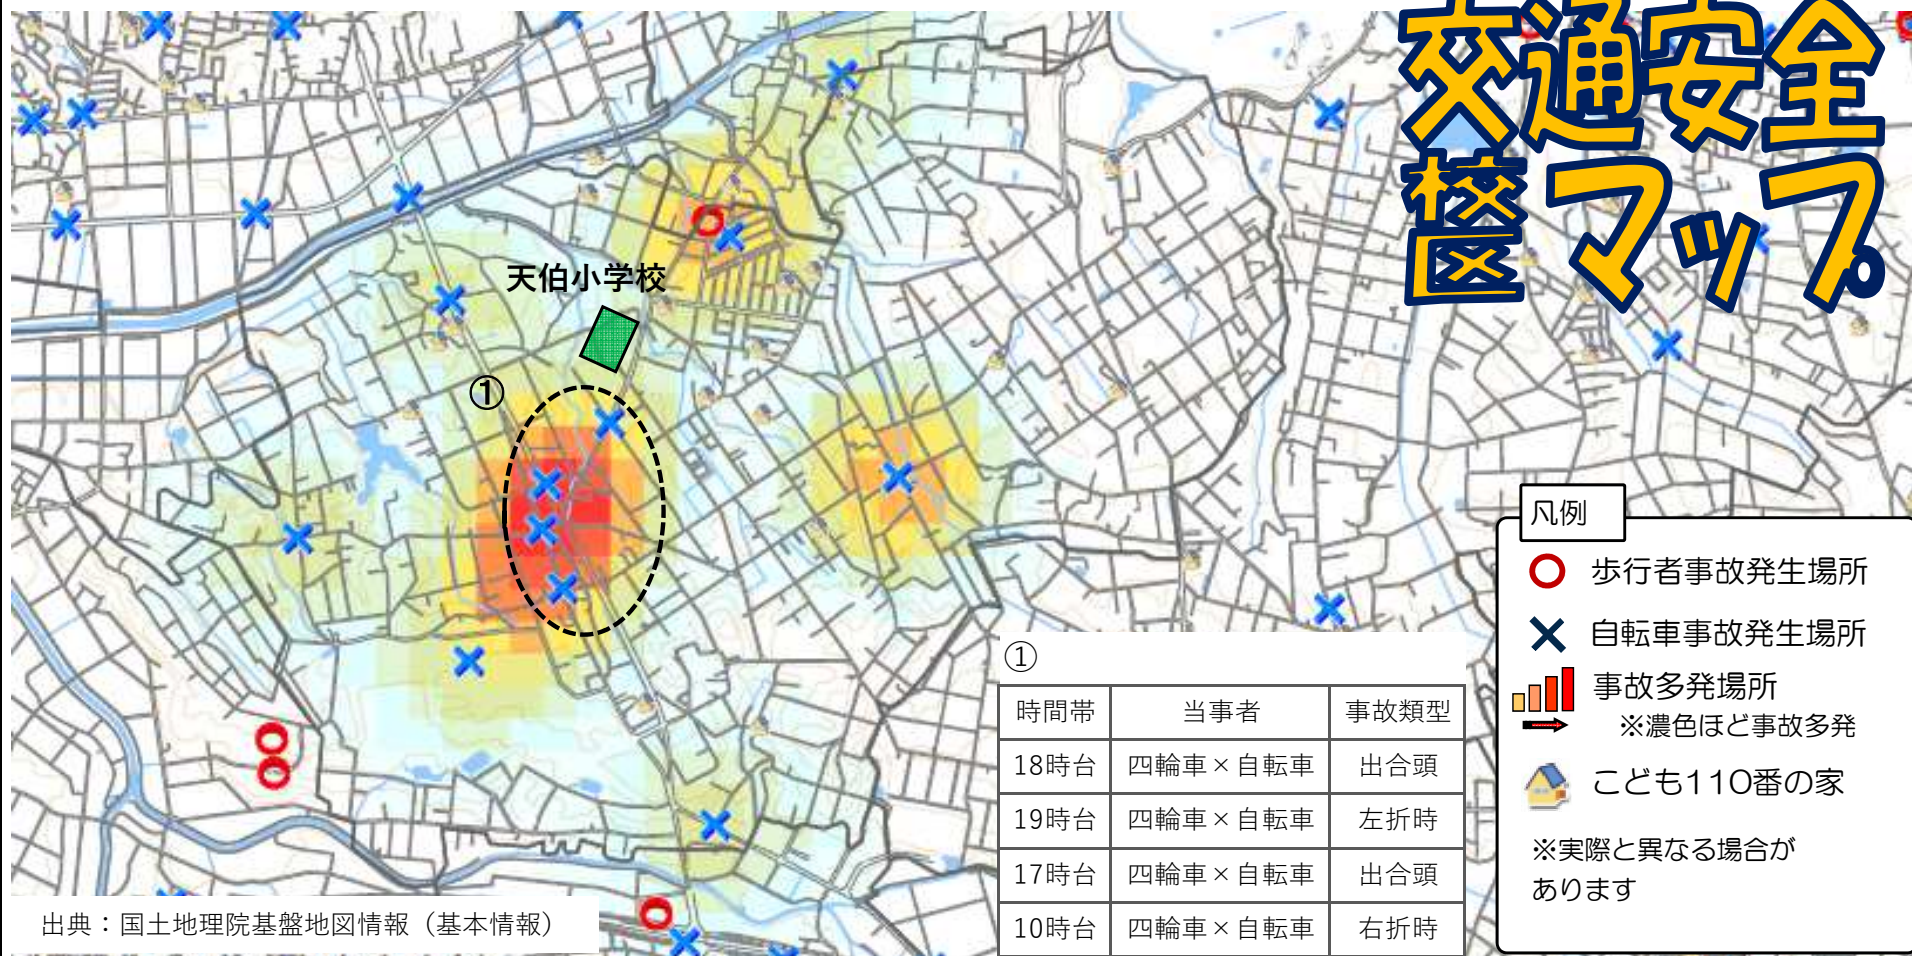 交通安全
校区マップ
天伯小学校
①
凡例
歩行者事故発生場所
自転車事故発生場所
事故多発場所
※濃色ほど事故多発
こども110番の家
※実際と異なる場合が
あります
①
時間帯 当事者 事故類型
18時台 四輪車×自転車 出合頭
19時台 四輪車×自転車 左折時
17時台 四輪車×自転車 出合頭
10時台 四輪車×自転車 右折時
出典：国土地理院基盤地図情報（基本情報）